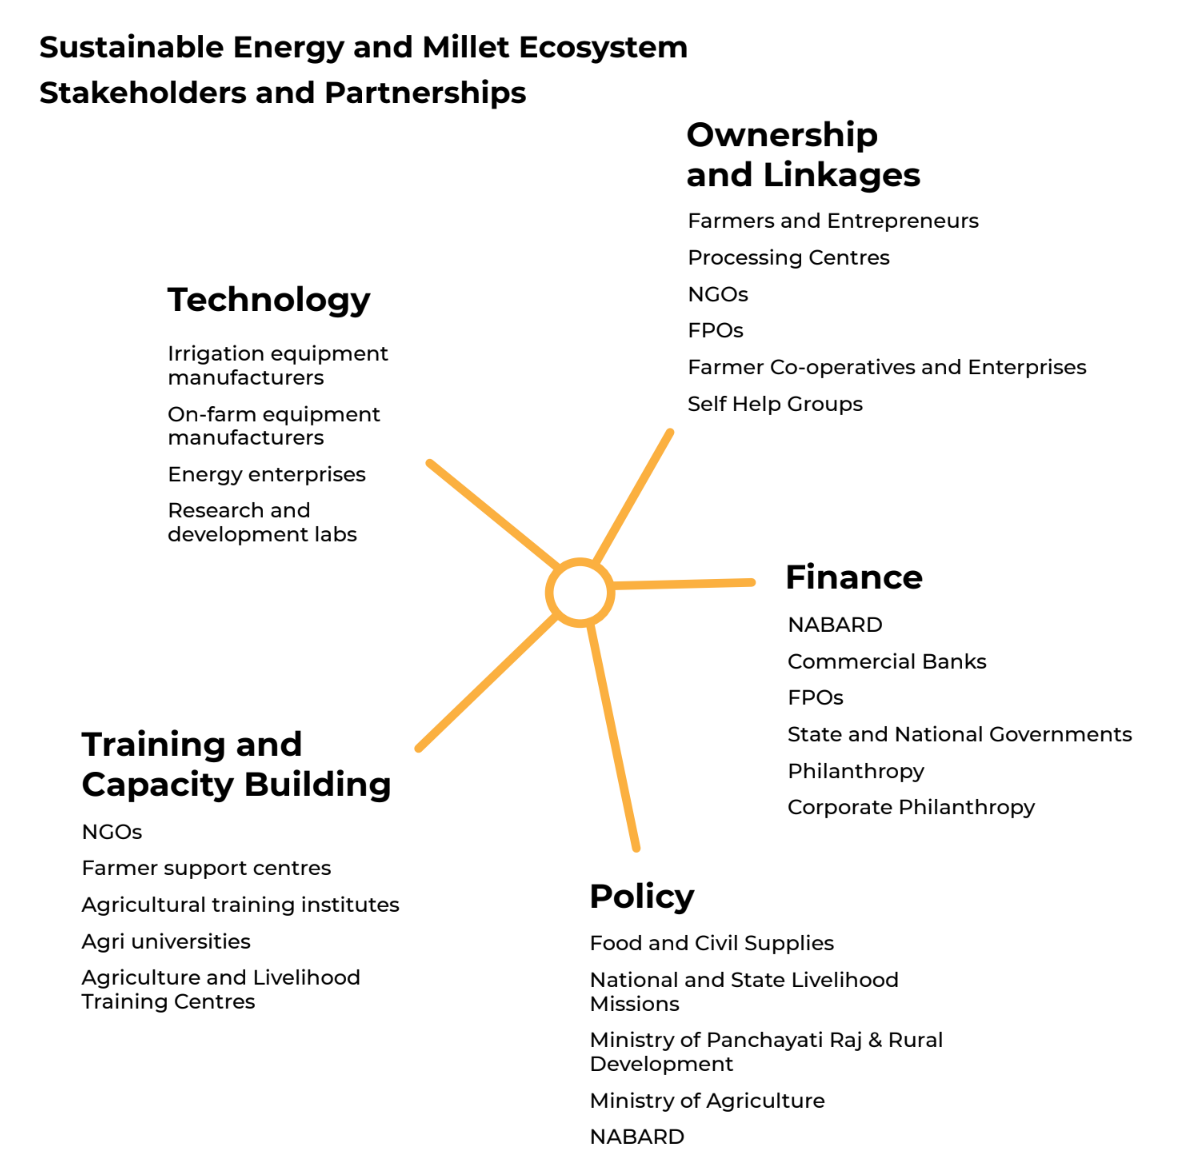 Sustainable Energy and Millet Ecosystem
Stakeholders and Partnerships
Ownership
and Linkages
Farmers and Entrepreneurs
Processing Centres
NGOs
FPOs
Farmer Co-operatives and Enterprises
Self Help Groups
Technology
Irrigation equipment
manufacturers
On-farm equipment
manufacturers
Energy enterprises
Research and
development labs
Finance
NABARD
Commercial Banks
FPOs
State and National Governments
Philanthropy
Corporate Philanthropy
Training and
Capacity Building
NGOs
Farmer support centres
Agricultural training institutes
Agri universities
Agriculture and Livelihood
Training Centres
Policy
Food and Civil Supplies
National and State Livelihood
Missions
Ministry of Panchayati Raj & Rural
Development
Ministry of Agriculture
NABARD